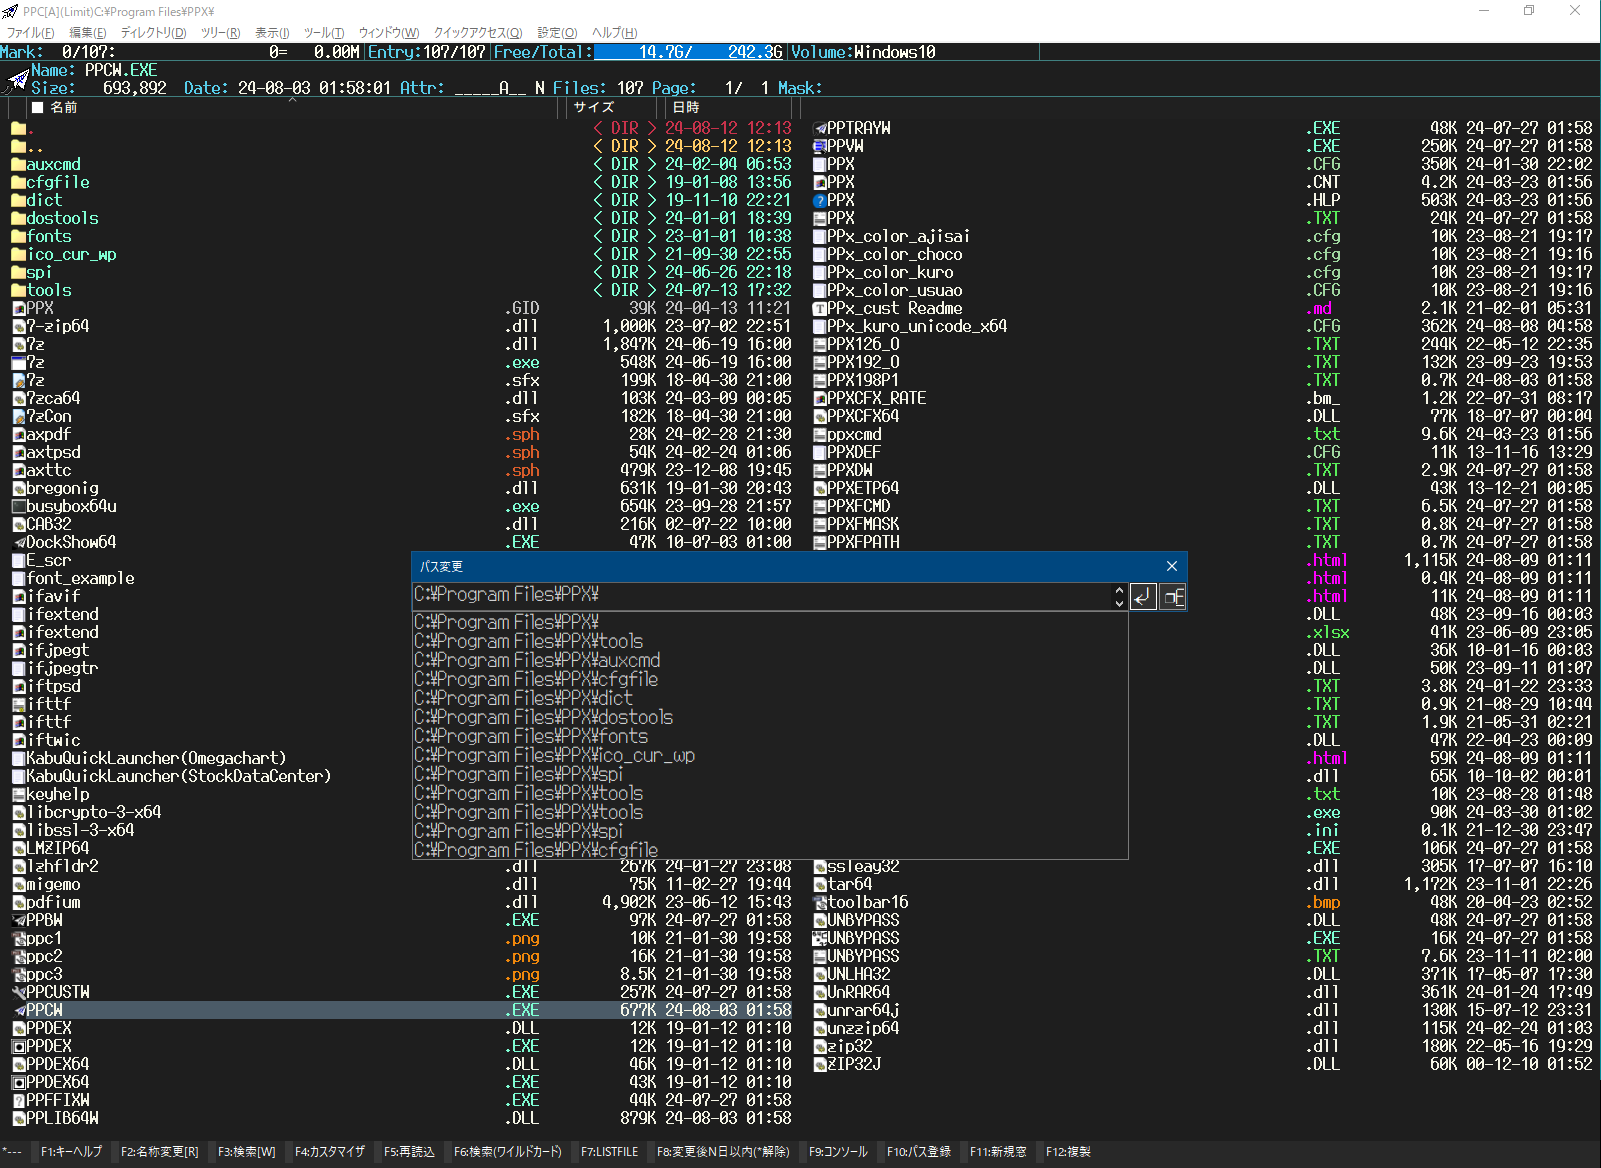 PPC[A](Limit)C:¥Program Files¥PPX¥
ファイル(F) 編集(E) ディレクトリ(D) ツリー(R) 表示(I) ツール(T) ウィンドウ(W) クイックアクセス(Q) 設定(O) ヘルプ(H)
Mark: 0/107: 0= 0.00M Entry:107/107 Free/Total: 14.7G/ 242.3G Volume:Windows10
Name: PPCW.EXE
Size: 693,892 Date: 24-08-03 01:58:01 Attr: _____A__ N Files: 107 Page: 1/ 1 Mask:
名前 サイズ 日時
. < DIR > 24-08-12 12:13
.. < DIR > 24-08-12 12:13
auxcmd < DIR > 24-02-04 06:53
cfgfile < DIR > 19-01-08 13:56
dict < DIR > 19-11-10 22:21
dostools < DIR > 24-01-01 18:39
fonts < DIR > 23-01-01 10:38
ico_cur_wp < DIR > 21-09-30 22:55
spi < DIR > 24-06-26 22:18
tools < DIR > 24-07-13 17:32
PPX .GID 39K 24-04-13 11:21
7-zip64 .dll 1,000K 23-07-02 22:51
7z .dll 1,847K 24-06-19 16:00
7z .exe 548K 24-06-19 16:00
7z .sfx 199K 18-04-30 21:00
7zca64 .dll 103K 24-03-09 00:05
7zCon .sfx 182K 18-04-30 21:00
axpdf .sph 28K 24-02-28 21:30
axtpsd .sph 54K 24-02-24 01:06
axttc .sph 479K 23-12-08 19:45
bregonig .dll 631K 19-01-30 20:43
busybox64u .exe 654K 23-09-28 21:57
CAB32 .dll 216K 02-07-22 10:00
DockShow64 .EXE 47K 10-07-03 01:00
E_scr
font_example
ifavif
ifextend
ifextend
ifjpegt
ifjpegtr
iftpsd
ifttf
ifttf
iftwic
KabuQuickLauncher(Omegachart)
KabuQuickLauncher(StockDataCenter)
keyhelp
libcrypto-3-x64
libssl-3-x64
LMZIP64
lzhfldr2 .dll 267K 24-01-27 23:08
migemo .dll 75K 11-02-27 19:44
pdfium .dll 4,902K 23-06-12 15:43
PPBW .EXE 97K 24-07-27 01:58
ppc1 .png 10K 21-01-30 19:58
ppc2 .png 16K 21-01-30 19:58
ppc3 .png 8.5K 21-01-30 19:58
PPCUSTW .EXE 257K 24-07-27 01:58
PPCW .EXE 677K 24-08-03 01:58
PPDEX .DLL 12K 19-01-12 01:10
PPDEX .EXE 12K 19-01-12 01:10
PPDEX64 .DLL 46K 19-01-12 01:10
PPDEX64 .EXE 43K 19-01-12 01:10
PPFFIXW .EXE 44K 24-07-27 01:58
PPLIB64W .DLL 879K 24-08-03 01:58
PPTRAYW .EXE 48K 24-07-27 01:58
PPVW .EXE 250K 24-07-27 01:58
PPX .CFG 350K 24-01-30 22:02
PPX .CNT 4.2K 24-03-23 01:56
PPX .HLP 503K 24-03-23 01:56
PPX .TXT 24K 24-07-27 01:58
PPx_color_ajisai .cfg 10K 23-08-21 19:17
PPx_color_choco .cfg 10K 23-08-21 19:16
PPx_color_kuro .cfg 10K 23-08-21 19:17
PPx_color_usuao .CFG 10K 23-08-21 19:16
PPx_cust Readme .md 2.1K 21-02-01 05:31
PPx_kuro_unicode_x64 .CFG 362K 24-08-08 04:58
PPX126_O .TXT 244K 22-05-12 22:35
PPX192_O .TXT 132K 23-09-23 19:53
PPX198P1 .TXT 0.7K 24-08-03 01:58
PPXCFX_RATE .bm_ 1.2K 22-07-31 08:17
PPXCFX64 .DLL 77K 18-07-07 00:04
ppxcmd .txt 9.6K 24-03-23 01:56
PPXDEF .CFG 11K 13-11-16 13:29
PPXDW .TXT 2.9K 24-07-27 01:58
PPXETP64 .DLL 43K 13-12-21 00:05
PPXFCMD .TXT 6.5K 24-07-27 01:58
PPXFMASK .TXT 0.8K 24-07-27 01:58
PPXFPATH .TXT 0.7K 24-07-27 01:58
.html 1,115K 24-08-09 01:11
.html 0.4K 24-08-09 01:11
.html 11K 24-08-09 01:11
.DLL 48K 23-09-16 00:03
.xlsx 41K 23-06-09 23:05
.DLL 36K 10-01-16 00:03
.DLL 50K 23-09-11 01:07
.TXT 3.8K 24-01-22 23:33
.TXT 0.9K 21-08-29 10:44
.TXT 1.9K 21-05-31 02:21
.DLL 47K 22-04-23 00:09
.html 59K 24-08-09 01:11
.dll 65K 10-10-02 00:01
.txt 10K 23-08-28 01:48
.exe 90K 24-03-30 01:02
.ini 0.1K 21-12-30 23:47
.EXE 106K 24-07-27 01:58
ssleay32 .dll 305K 17-07-07 16:10
tar64 .dll 1,172K 23-11-01 22:26
toolbar16 .bmp 48K 20-04-23 02:52
UNBYPASS .DLL 48K 24-07-27 01:58
UNBYPASS .EXE 16K 24-07-27 01:58
UNBYPASS .TXT 7.6K 23-11-11 02:00
UNLHA32 .DLL 371K 17-05-07 17:30
UnRAR64 .dll 361K 24-01-24 17:49
unrar64j .dll 130K 15-07-12 23:31
unzzip64 .dll 115K 24-02-24 01:03
zip32 .dll 180K 22-05-16 19:29
ZIP32J .DLL 60K 00-12-10 01:52
パス変更
C:¥Program Files¥PPX¥
C:¥Program Files¥PPX¥
C:¥Program Files¥PPX¥tools
C:¥Program Files¥PPX¥auxcmd
C:¥Program Files¥PPX¥cfgfile
C:¥Program Files¥PPX¥dict
C:¥Program Files¥PPX¥dostools
C:¥Program Files¥PPX¥fonts
C:¥Program Files¥PPX¥ico_cur_wp
C:¥Program Files¥PPX¥spi
C:¥Program Files¥PPX¥tools
C:¥Program Files¥PPX¥tools
C:¥Program Files¥PPX¥spi
C:¥Program Files¥PPX¥cfgfile
*--- F1:キーヘルプ F2:名称変更[R] F3:検索[W] F4:カスタマイザ F5:再読込 F6:検索(ワイルドカード) F7:LISTFILE F8:変更後N日以内(*解除) F9:コンソール F10:パス登録 F11:新規窓 F12:複製